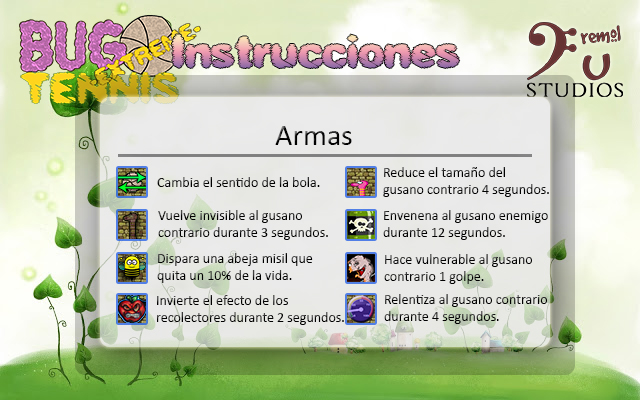 BUG
-EXTREME-
TENNIS
Instrucciones
Fremol
STUDIOS
Armas
Cambia el sentido de la bola.
Vuelve invisible al gusano
contrario durante 3 segundos.
Dispara una abeja misil que
quita un 10% de la vida.
Invierte el efecto de los
recolectores durante 2 segundos.
Reduce el tamaño del
gusano contrario 4 segundos.
Envenena al gusano enemigo
durante 12 segundos.
Hace vulnerable al gusano
contrario 1 golpe.
Relentiza al gusano contrario
durante 4 segundos.